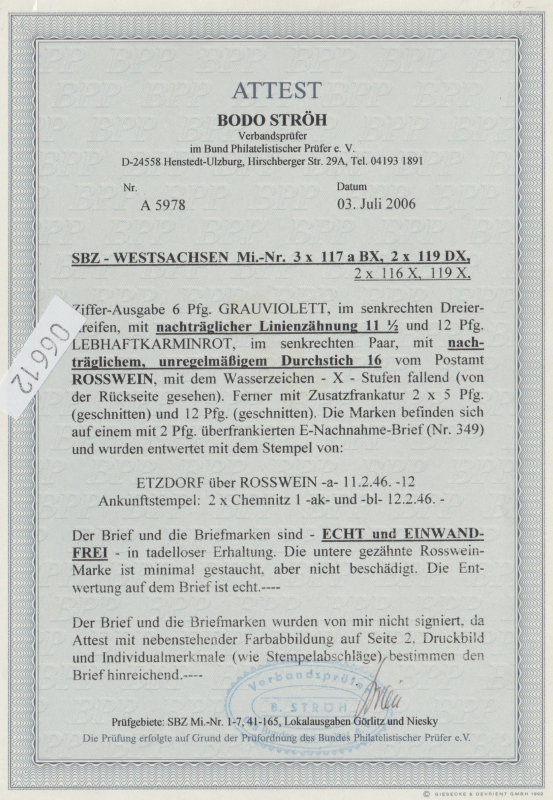 ATTEST
BODO STRÖH
Verbandsprüfer
im Bund Philatelistischer Prüfer e. V.
D-24558 Henstedt-Ulzburg, Hirschberger Str. 29A, Tel. 04193 1891
Nr. Datum
A 5978 03. Juli 2006
SBZ - WESTSACHSEN Mi.-Nr. 3 x 117 a BX, 2 x 119 DX,
2 x 116 X, 119 X.
Ziffer-Ausgabe 6 Pfg. GRAUVIOLETT, im senkrechten Dreier-
streifen, mit nachträglicher Linienzähnung 11 ½ und 12 Pfg.
LEBHAFTKARMINROT, im senkrechten Paar, mit nach-
träglichem, unregelmäßigem Durchstich 16 vom Postamt
ROSSWEIN, mit dem Wasserzeichen - X - Stufen fallend (von
der Rückseite gesehen). Ferner mit Zusatzfrankatur 2 x 5 Pfg.
(geschnitten) und 12 Pfg. (geschnitten). Die Marken befinden sich
auf einem mit 2 Pfg. überfrankierten E-Nachnahme-Brief (Nr. 349)
und wurden entwertet mit dem Stempel von:
06612
ETZDORF über ROSSWEIN -a- 11.2.46. -12
Ankunftstempel: 2 x Chemnitz 1 -ak- und -bl- 12.2.46. -
Der Brief und die Briefmarken sind - ECHT und EINWAND-
FREI - in tadelloser Erhaltung. Die untere gezähnte Rosswein-
Marke ist minimal gestaucht, aber nicht beschädigt. Die Ent-
wertung auf dem Brief ist echt.----
Der Brief und die Briefmarken wurden von mir nicht signiert, da
Attest mit nebenstehender Farbabbildung auf Seite 2. Druckbild
und Individualmerkmale (wie Stempelabschläge) bestimmen den
Brief hinreichend.----
Verbandsprüfer
B. STRÖH
Prüfgebiete: SBZ Mi.-Nr. 1-7, 41-165, Lokalausgaben Görlitz und Niesky
Die Prüfung erfolgte auf Grund der Prüfordnung des Bundes Philatelistischer Prüfer e.V.
© GIESECKE & DEVRIENT GMBH 1992